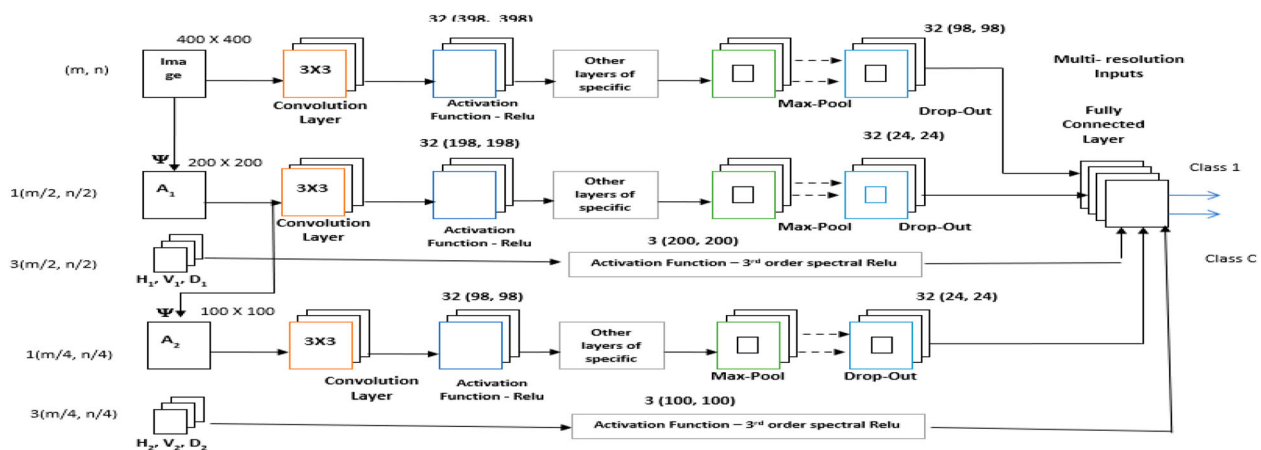 400 X 400
32 (398, 398)
32 (98, 98)
(m, n)
Ima
ge
3X3
Convolution
Layer
Activation
Function - Relu
Other
layers of
specific
Max-Pool
Drop-Out
Multi- resolution
Inputs
Fully
Connected
Layer
Ψ
200 X 200
32 (198, 198)
32 (24, 24)
1(m/2, n/2)
A₁
3X3
Convolution
Layer
Activation
Function - Relu
Other
layers of
specific
Max-Pool
Drop-Out
Class 1
Class C
3(m/2, n/2)
H₁, V₁, D₁
3 (200, 200)
Activation Function – 3ʳᵈ order spectral Relu
Ψ
100 X 100
32 (98, 98)
32 (24, 24)
1(m/4, n/4)
A₂
3X3
Convolution
Layer
Activation
Function - Relu
Other
layers of
specific
Max-Pool
Drop-Out
3(m/4, n/4)
H₂, V₂, D₂
3 (100, 100)
Activation Function – 3ʳᵈ order spectral Relu